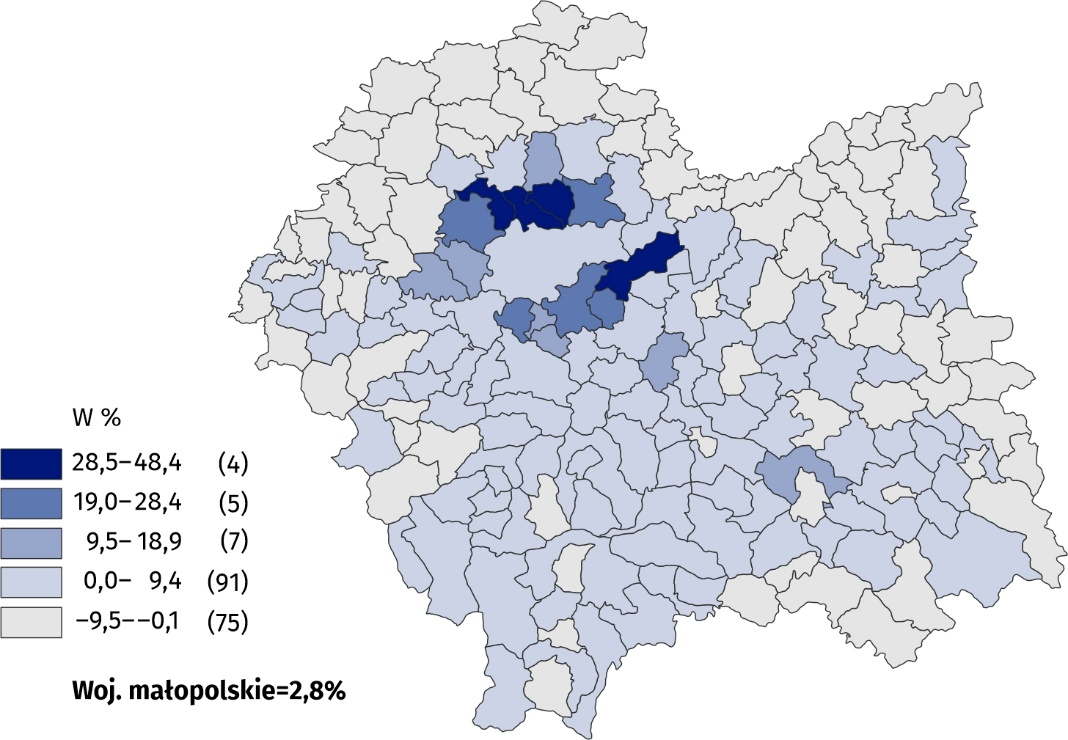 W %
28,5–48,4 (4)
19,0–28,4 (5)
9,5– 18,9 (7)
0,0– 9,4 (91)
–9,5––0,1 (75)
Woj. małopolskie=2,8%